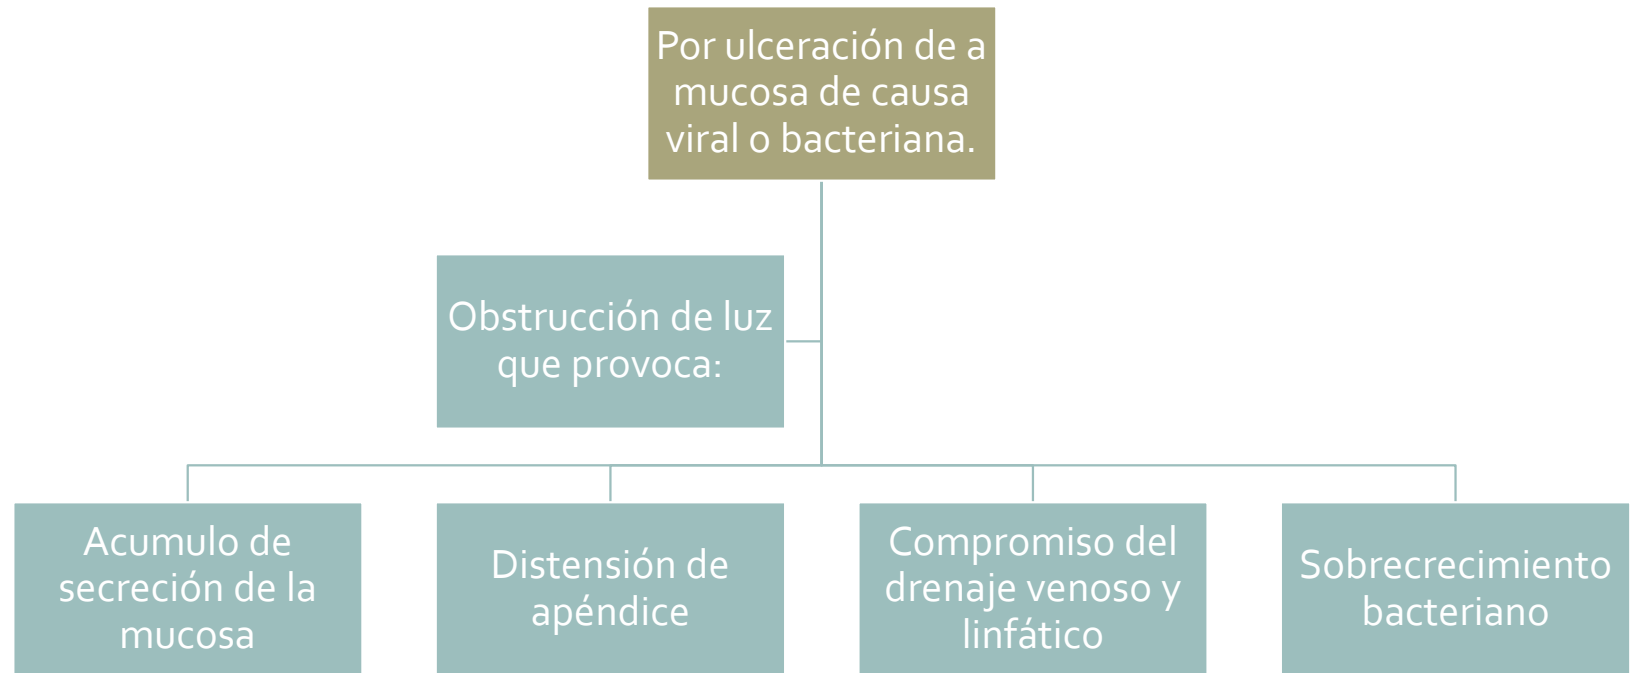 Por ulceración de a
mucosa de causa
viral o bacteriana.
Obstrucción de luz
que provoca:
Acumulo de
secreción de la
mucosa
Distensión de
apéndice
Compromiso del
drenaje venoso y
linfático
Sobrecrecimiento
bacteriano